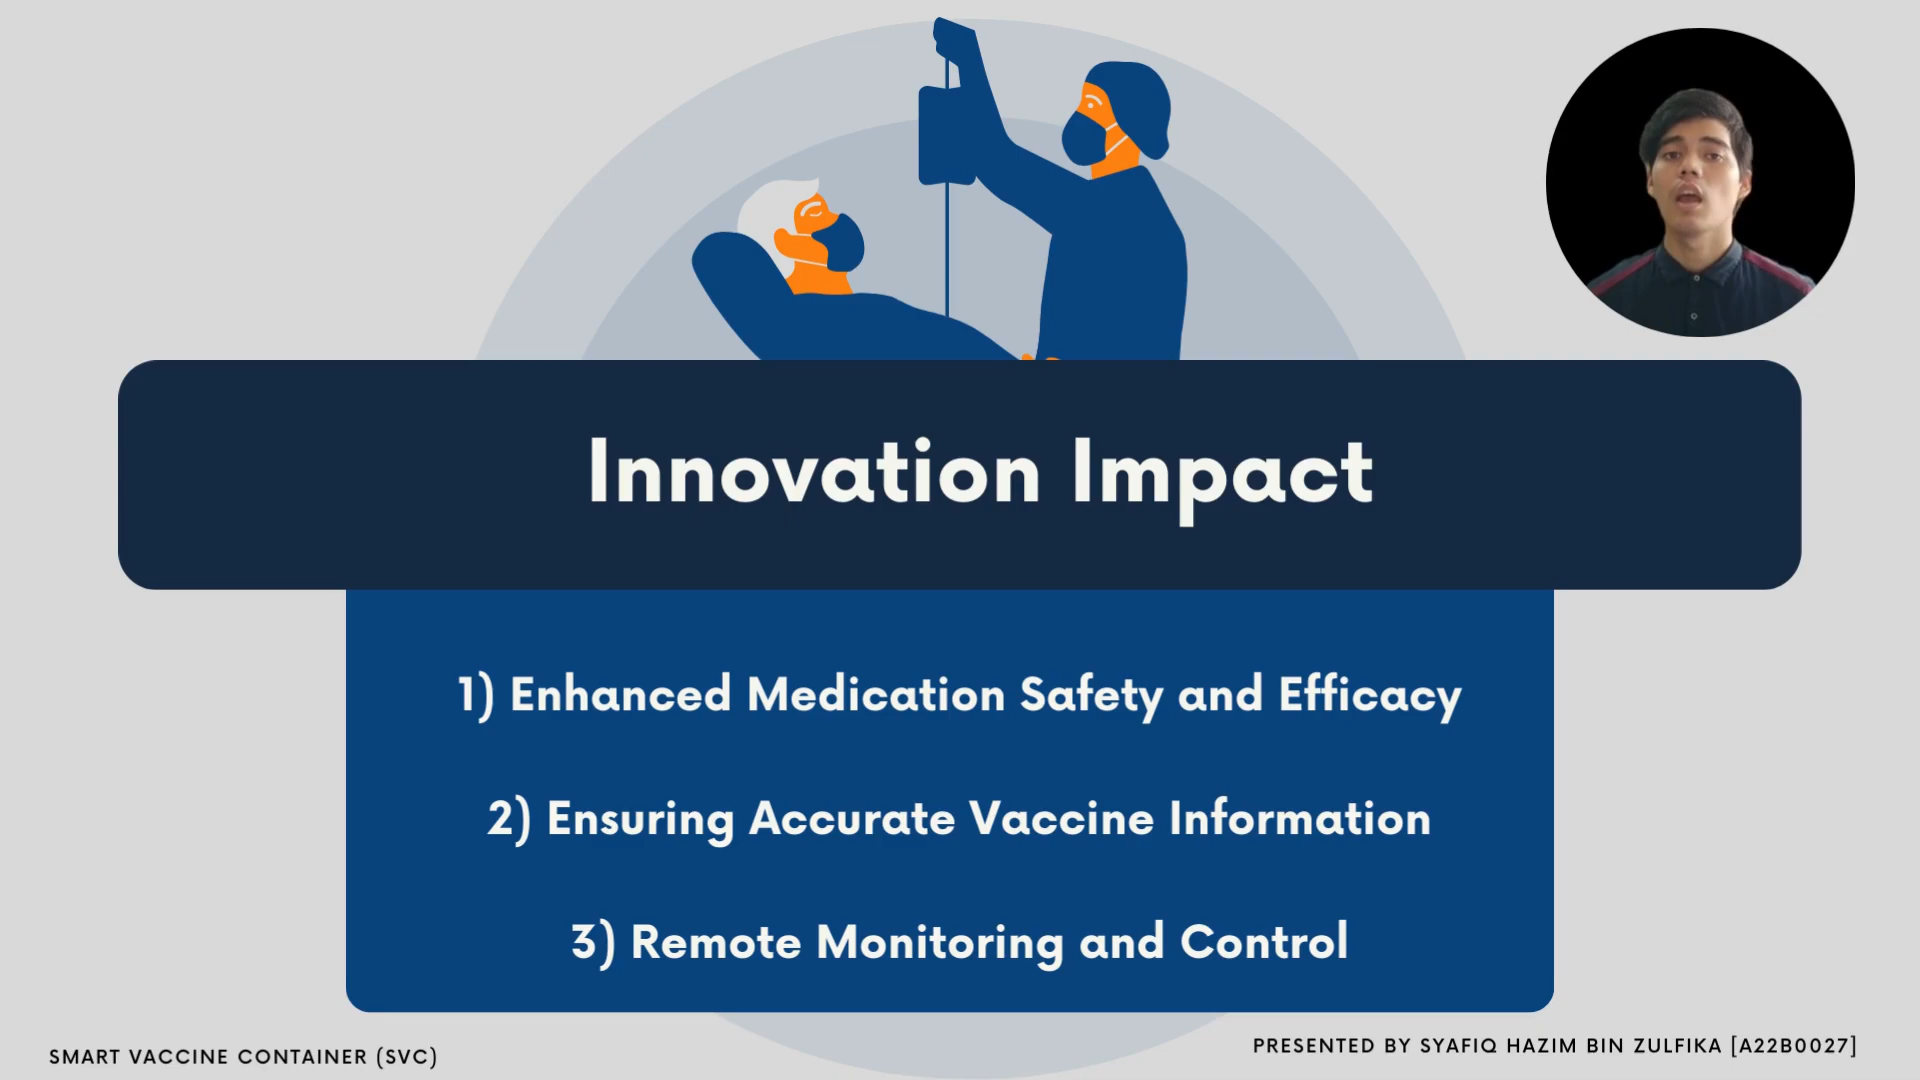 Innovation Impact
1) Enhanced Medication Safety and Efficacy
2) Ensuring Accurate Vaccine Information
3) Remote Monitoring and Control
SMART VACCINE CONTAINER (SVC)
PRESENTED BY SYAFIQ HAZIM BIN ZULFIKA [A22B0027]